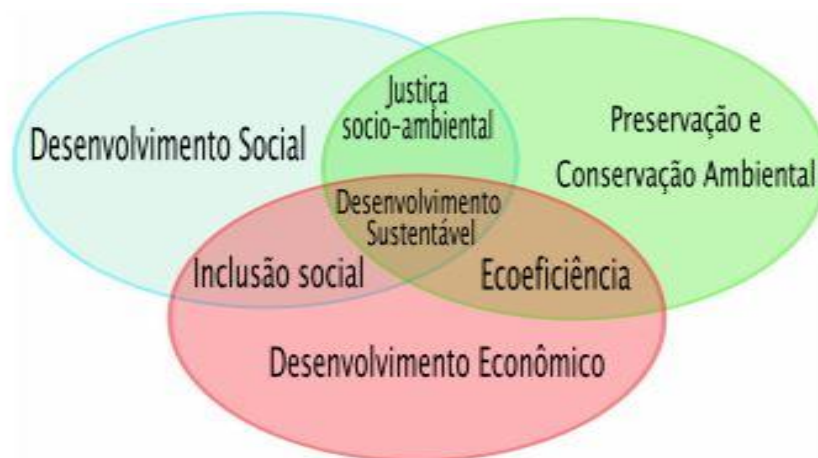 Justiça
socio-ambiental
Desenvolvimento Social
Preservação e
Conservação Ambiental
Desenvolvimento
Sustentável
Inclusão social
Ecoeficiência
Desenvolvimento Econômico